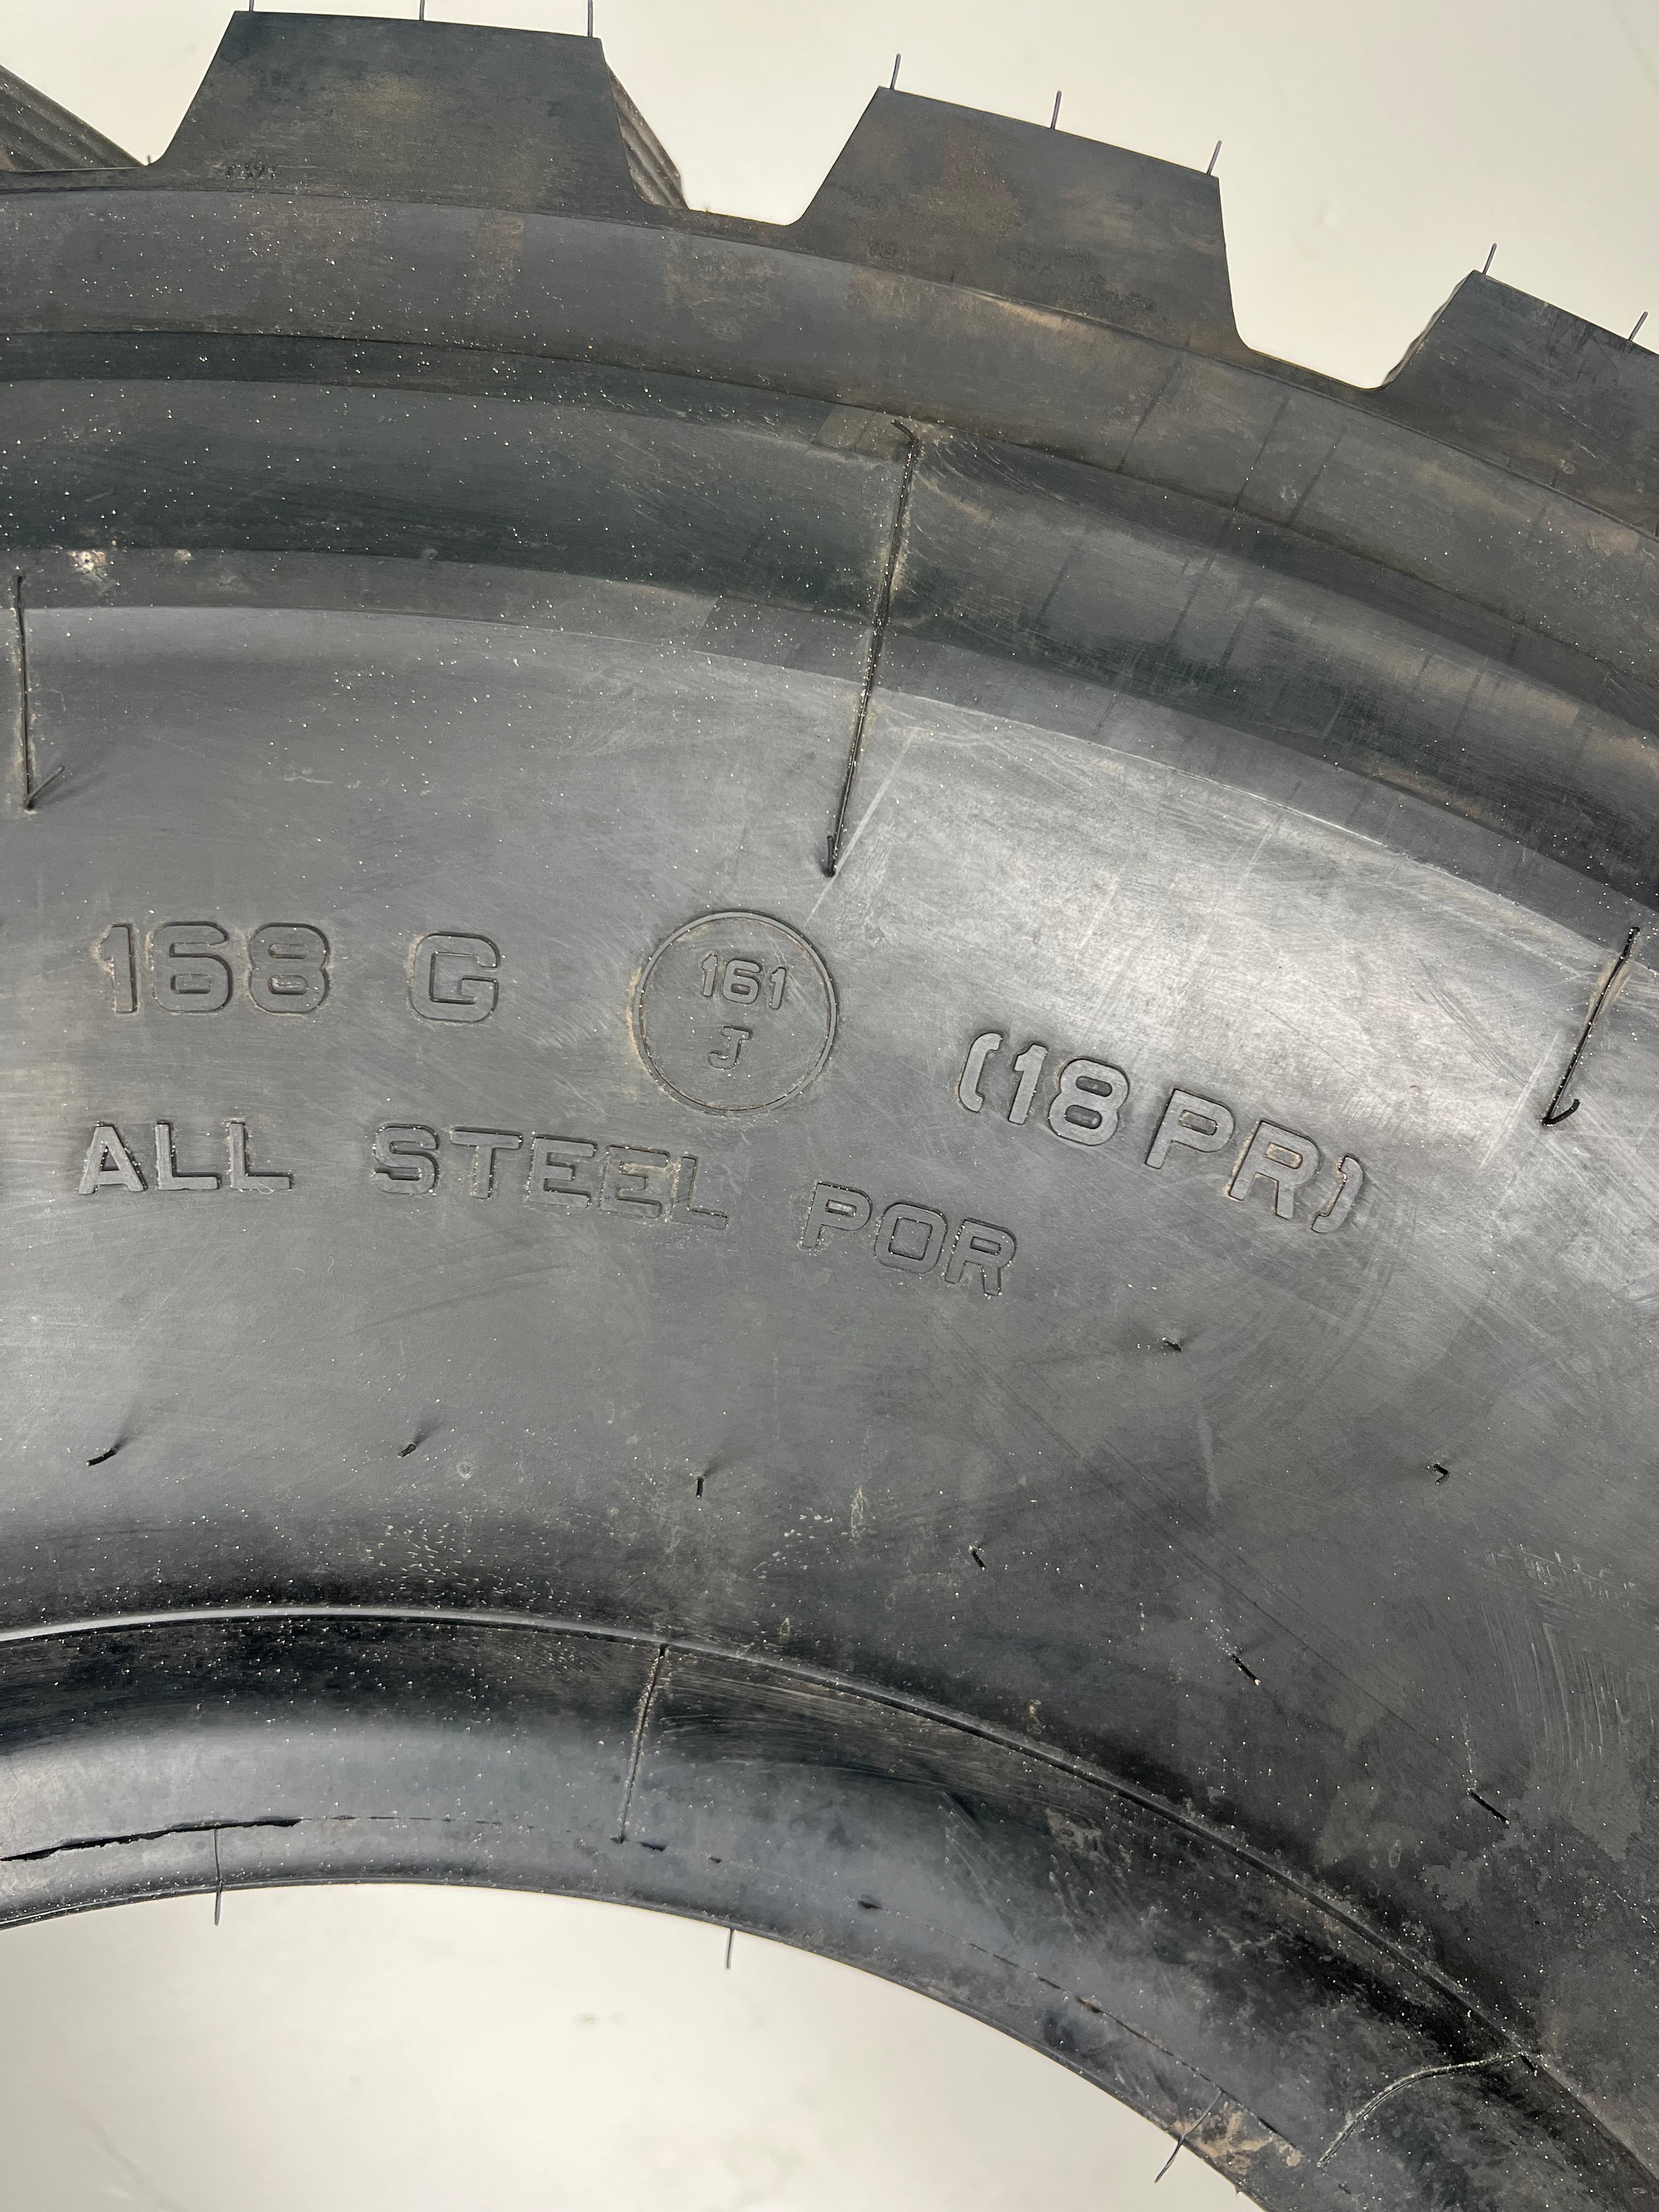 168 G
161
J
(18 PR)
ALL STEEL POR